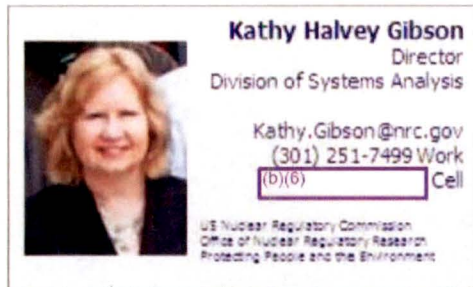 Kathy Halvey Gibson
Director
Division of Systems Analysis
Kathy.Gibson@nrc.gov
(301) 251-7499 Work
(b)(6) Cell
US Nuclear Regulatory Commission
Office of Nuclear Regulatory Research
Protecting People and the Environment